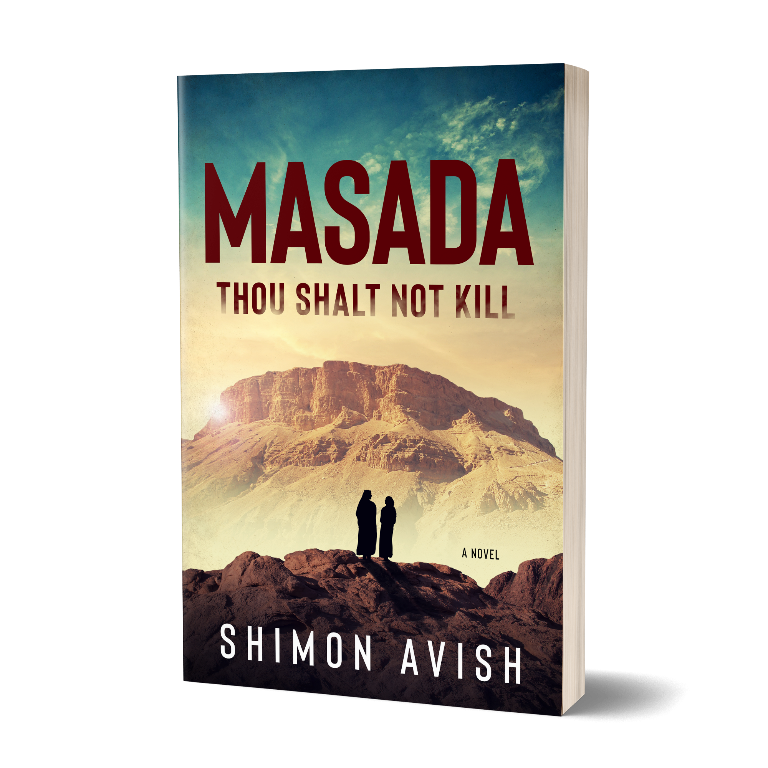 MASADA
THOU SHALT NOT KILL
A NOVEL
SHIMON AVISH